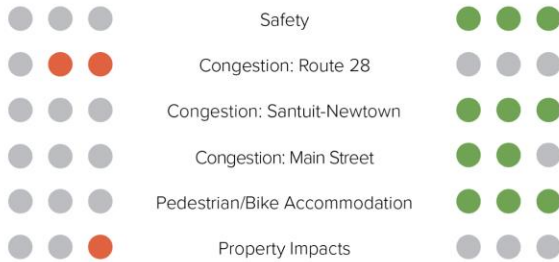 Safety
Congestion: Route 28
Congestion: Santuit-Newtown
Congestion: Main Street
Pedestrian/Bike Accommodation
Property Impacts